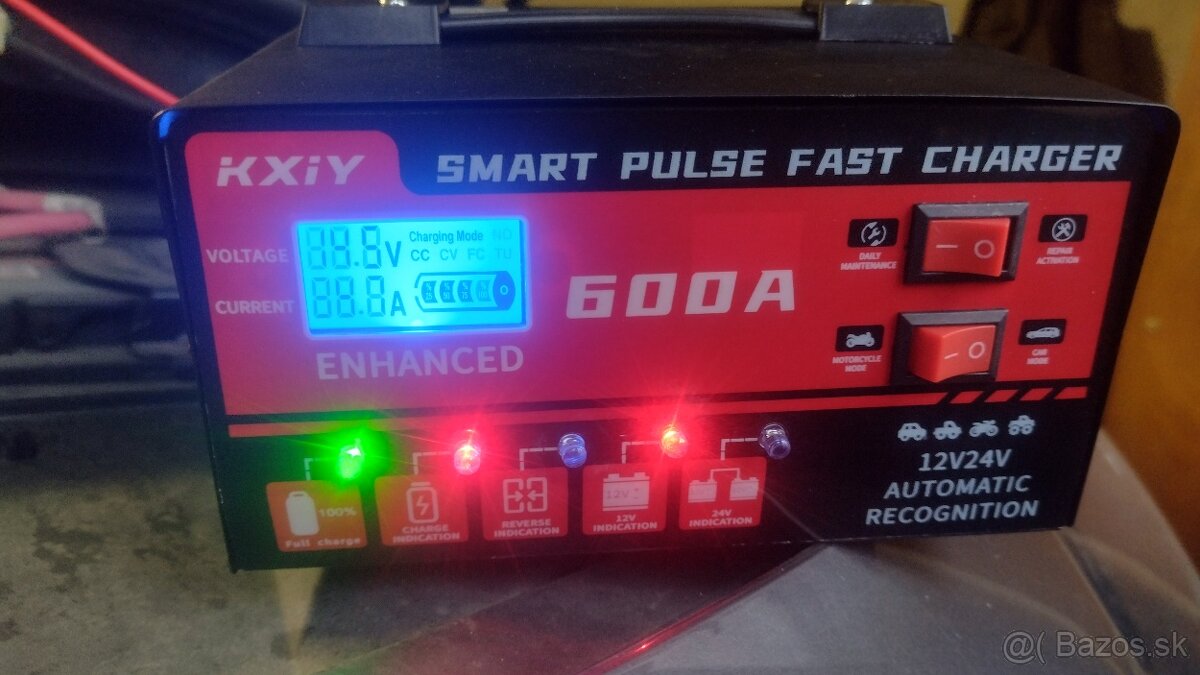 KXiY
SMART PULSE FAST CHARGER
VOLTAGE
88.8V
Charging Mode NO
CC CV FC TU
CURRENT
88.8A
ENHANCED
600A
DAILY
MAINTENANCE
REPAIR
ACTIVATION
MOTORCYCLE
MODE
CAR
MODE
100%
Full charge
CHARGE
INDICATION
REVERSE
INDICATION
12V
12V
INDICATION
24V
INDICATION
12V24V
AUTOMATIC
RECOGNITION
@( Bazos.sk